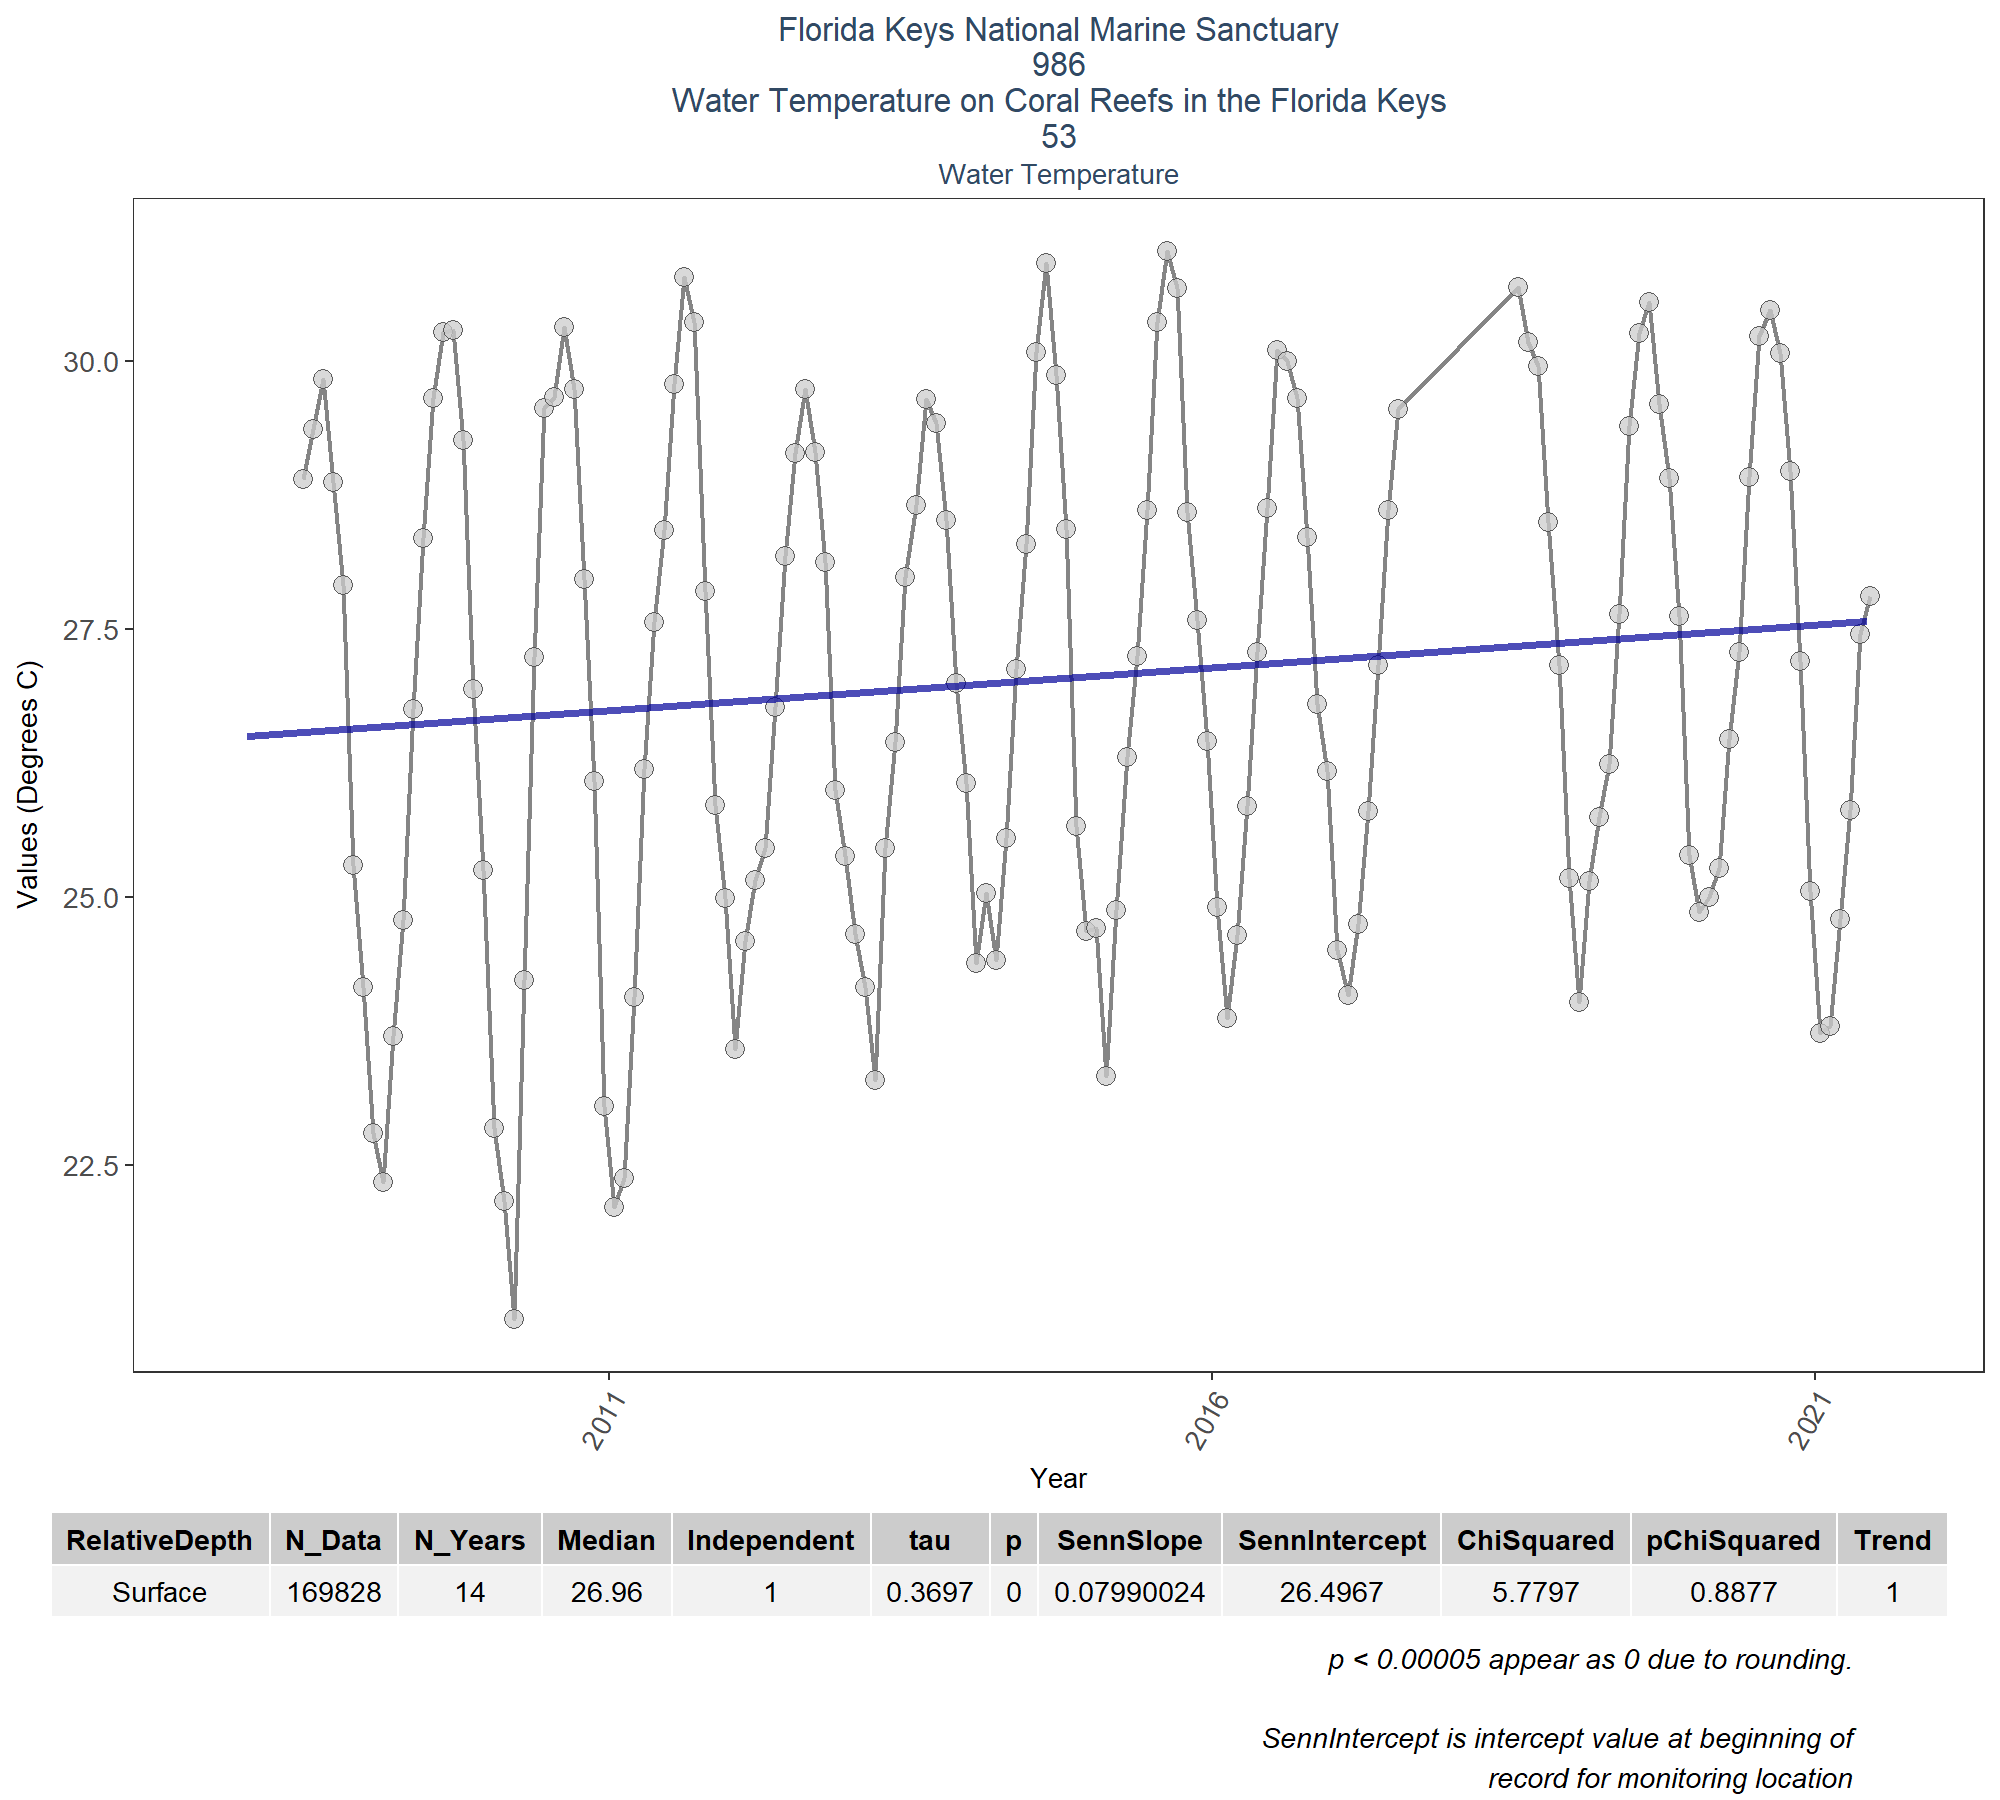 Florida Keys National Marine Sanctuary
986
Water Temperature on Coral Reefs in the Florida Keys
53
Water Temperature
Values (Degrees C)
30.0
27.5
25.0
22.5
2011
2016
2021
Year
RelativeDepth N_Data N_Years Median Independent tau p SennSlope SennIntercept ChiSquared pChiSquared Trend
Surface 169828 14 26.96 1 0.3697 0 0.07990024 26.4967 5.7797 0.8877 1
p < 0.00005 appear as 0 due to rounding.
SennIntercept is intercept value at beginning of
record for monitoring location